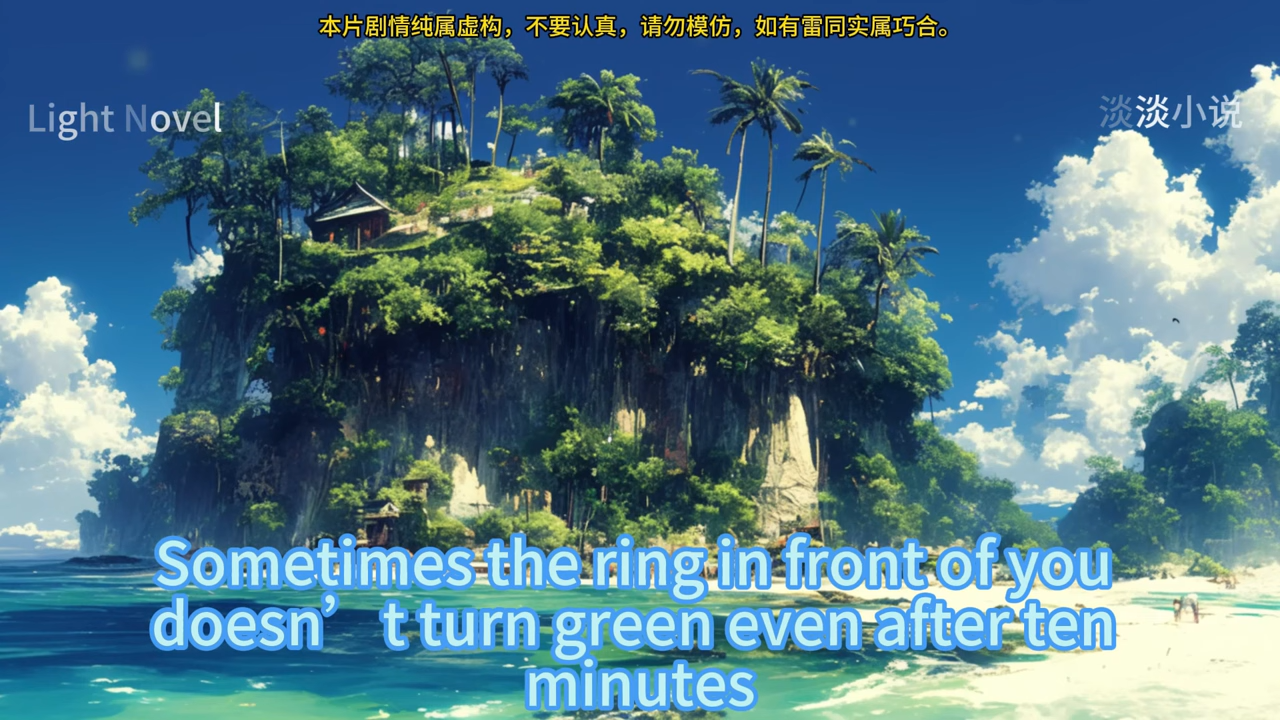 本片剧情纯属虚构，不要认真，请勿模仿，如有雷同实属巧合。
Light Novel
淡淡小说
Sometimes the ring in front of you
doesn’t turn green even after ten
minutes